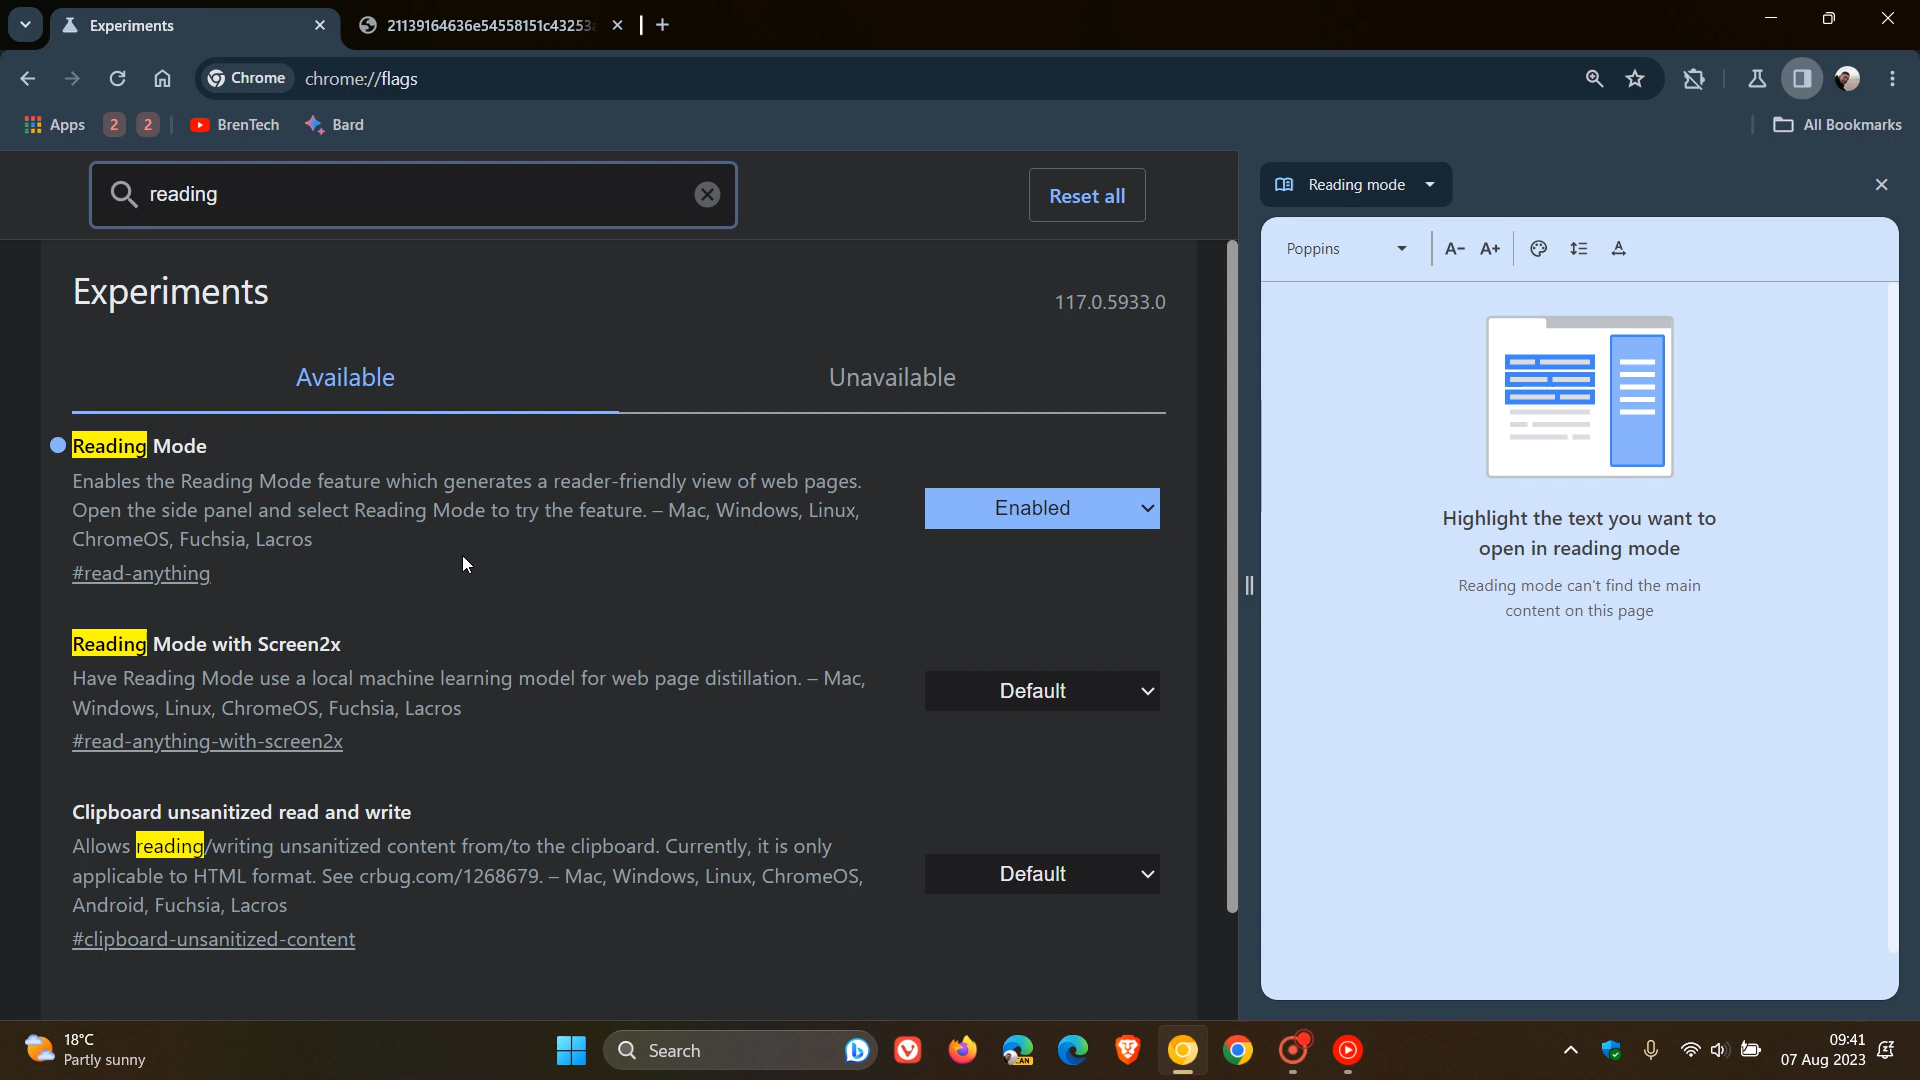 Experiments
21139164636e54558151c43253
Chrome
chrome://flags
Apps
2
2
BrenTech
Bard
All Bookmarks
reading
Reset all
Reading mode
Poppins
A-
A+
A
Experiments
117.0.5933.0
Available
Unavailable
Reading Mode
Enables the Reading Mode feature which generates a reader-friendly view of web pages.
Open the side panel and select Reading Mode to try the feature. – Mac, Windows, Linux,
ChromeOS, Fuchsia, Lacros
#read-anything
Enabled
Reading Mode with Screen2x
Have Reading Mode use a local machine learning model for web page distillation. – Mac,
Windows, Linux, ChromeOS, Fuchsia, Lacros
#read-anything-with-screen2x
Default
Clipboard unsanitized read and write
Allows reading/writing unsanitized content from/to the clipboard. Currently, it is only
applicable to HTML format. See crbug.com/1268679. – Mac, Windows, Linux, ChromeOS,
Android, Fuchsia, Lacros
#clipboard-unsanitized-content
Default
Highlight the text you want to
open in reading mode
Reading mode can't find the main
content on this page
18°C
Partly sunny
Search
CAN
09:41
07 Aug 2023